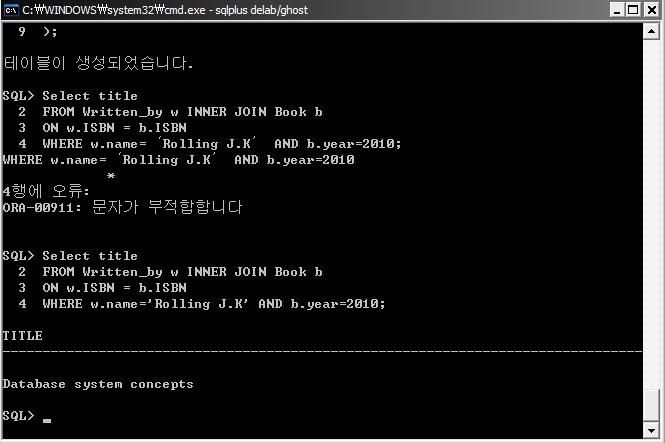 C:₩WINDOWS₩system32₩cmd.exe - sqlplus delab/ghost
9 );
테이블이 생성되었습니다.
SQL> Select title
2 FROM Written_by w INNER JOIN Book b
3 ON w.ISBN = b.ISBN
4 WHERE w.name= ‘Rolling J.K’ AND b.year=2010;
WHERE w.name= ‘Rolling J.K’ AND b.year=2010
*
4행에 오류:
ORA-00911: 문자가 부적합합니다
SQL> Select title
2 FROM Written_by w INNER JOIN Book b
3 ON w.ISBN = b.ISBN
4 WHERE w.name='Rolling J.K' AND b.year=2010;
TITLE
--------------------------------------------------------------------------------
Database system concepts
SQL> _